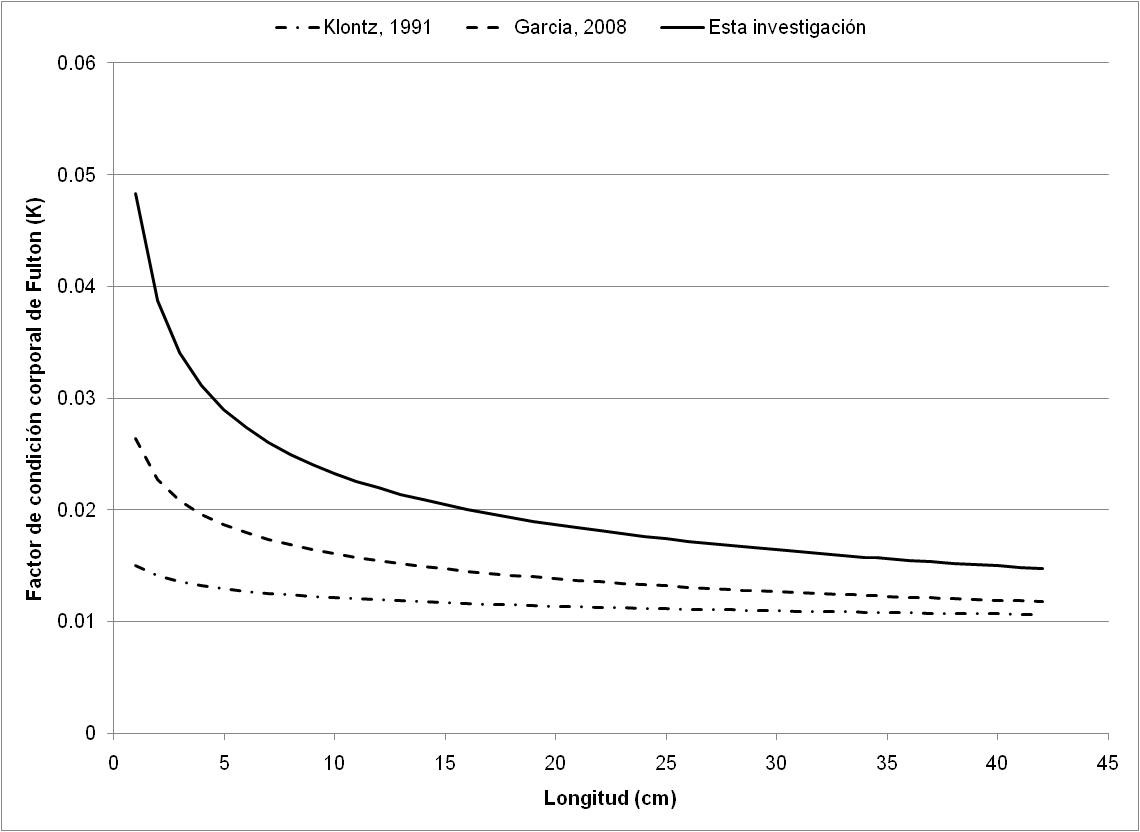 Klontz, 1991 Garcia, 2008 Esta investigación
0.06
0.05
0.04
0.03
0.02
0.01
0
Factor de condición corporal de Fulton (K)
0 5 10 15 20 25 30 35 40 45
Longitud (cm)